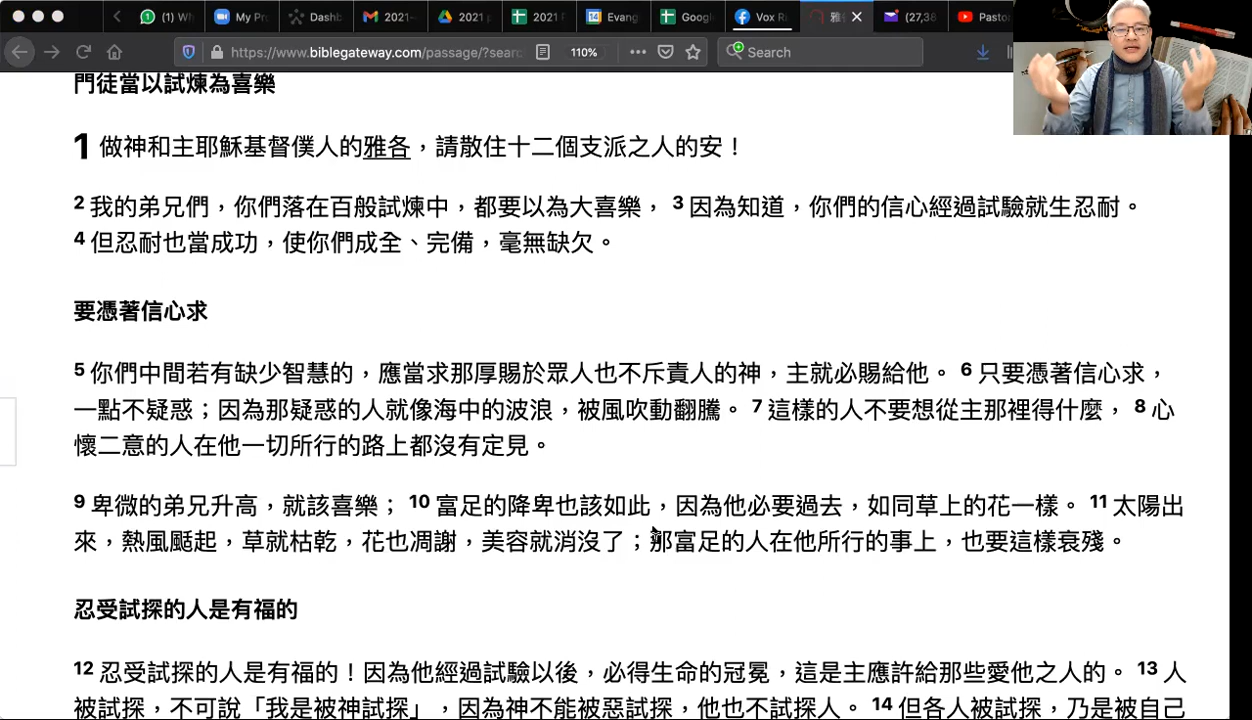 (1) Wh
My Pr
Dashb
2021-
2021 p
2021 F
Evang
Googl
Vox Ri
雅
(27,38
Pasto
https://www.biblegateway.com/passage/?searc
110%
Search
門徒當以試煉為喜樂
1 做神和主耶穌基督僕人的雅各，請散住十二個支派之人的安！
2 我的弟兄們，你們落在百般試煉中，都要以為大喜樂， 3 因為知道，你們的信心經過試驗就生忍耐。
4 但忍耐也當成功，使你們成全、完備，毫無缺欠。
要憑著信心求
5 你們中間若有缺少智慧的，應當求那厚賜於眾人也不斥責人的神，主就必賜給他。 6 只要憑著信心求，
一點不疑惑；因為那疑惑的人就像海中的波浪，被風吹動翻騰。 7 這樣的人不要想從主那裡得什麼， 8 心
懷二意的人在他一切所行的路上都沒有定見。
9 卑微的弟兄升高，就該喜樂； 10 富足的降卑也該如此，因為他必要過去，如同草上的花一樣。 11 太陽出
來，熱風颳起，草就枯乾，花也凋謝，美容就消沒了；那富足的人在他所行的事上，也要這樣衰殘。
忍受試探的人是有福的
12 忍受試探的人是有福的！因為他經過試驗以後，必得生命的冠冕，這是主應許給那些愛他之人的。 13 人
被試探，不可說「我是被神試探」，因為神不能被惡試探，他也不試探人。 14 但各人被試探，乃是被自己